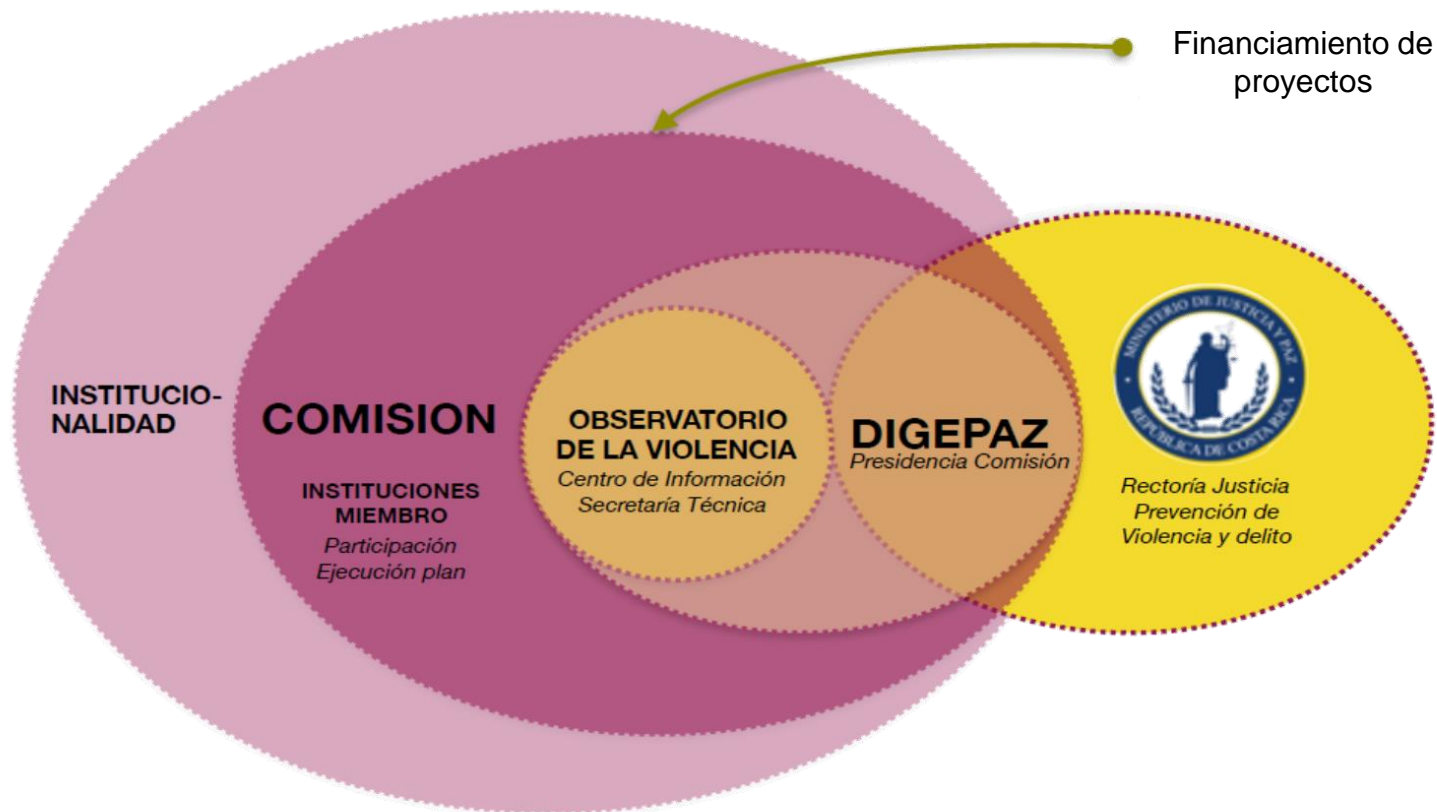 Financiamiento de
proyectos
INSTITUCIO-
NALIDAD
COMISION
INSTITUCIONES
MIEMBRO
Participación
Ejecución plan
OBSERVATORIO
DE LA VIOLENCIA
Centro de Información
Secretaría Técnica
DIGEPAZ
Presidencia Comisión
MINISTERIO DE JUSTICIA Y PAZ
REPÚBLICA DE COSTA RICA
Rectoría Justicia
Prevención de
Violencia y delito